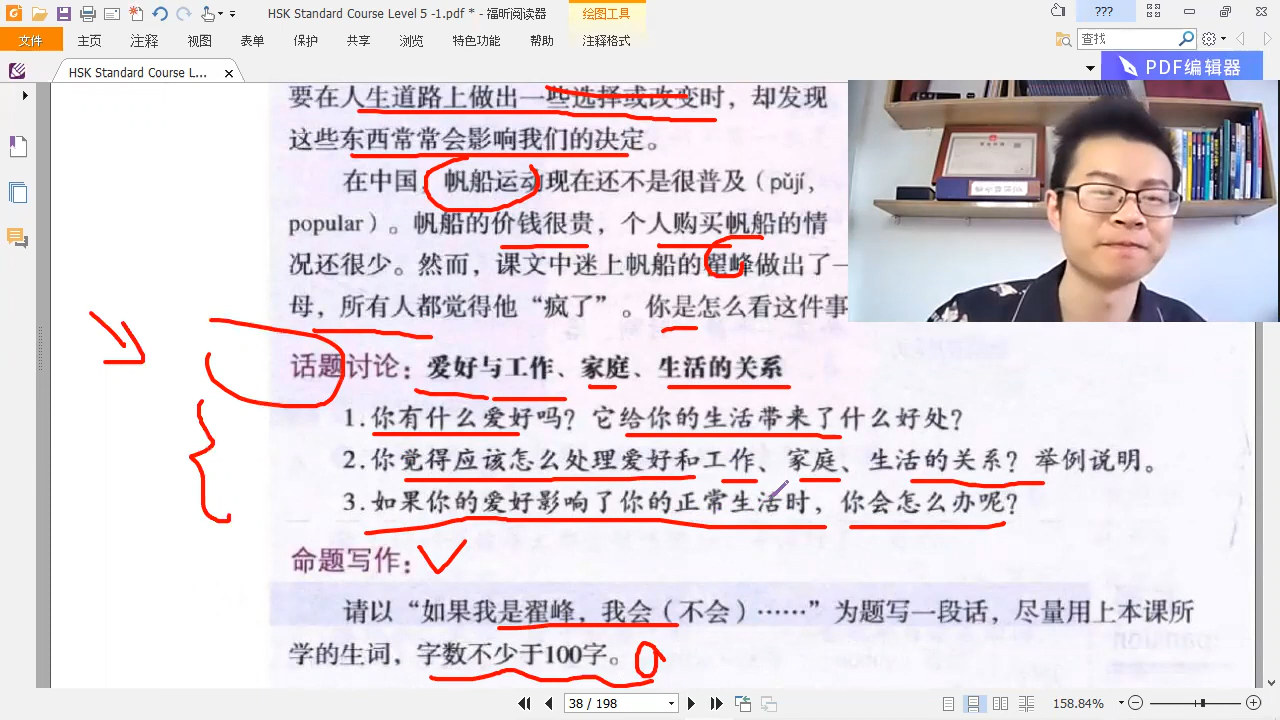 HSK Standard Course Level 5 -1.pdf * - 福昕阅读器
绘图工具
???
文件 主页 注释 视图 表单 保护 共享 浏览 特色功能 帮助 注释格式
查找
HSK Standard Course L...
PDF编辑器
要在人生道路上做出一些选择或改变时，却发现
这些东西常常会影响我们的决定。
在中国，帆船运动现在还不是很普及（pǔjí，
popular）。帆船的价钱很贵，个人购买帆船的情
况还很少。然而，课文中迷上帆船的翟峰做出了一
母，所有人都觉得他“疯了”。你是怎么看这件事
话题讨论：爱好与工作、家庭、生活的关系
1.你有什么爱好吗？它给你的生活带来了什么好处？
2.你觉得应该怎么处理爱好和工作、家庭、生活的关系？举例说明。
3.如果你的爱好影响了你的正常生活时，你会怎么办呢？
命题写作：
请以“如果我是翟峰，我会（不会）……”为题写一段话，尽量用上本课所
学的生词，字数不少于100字。
38 / 198
158.84%